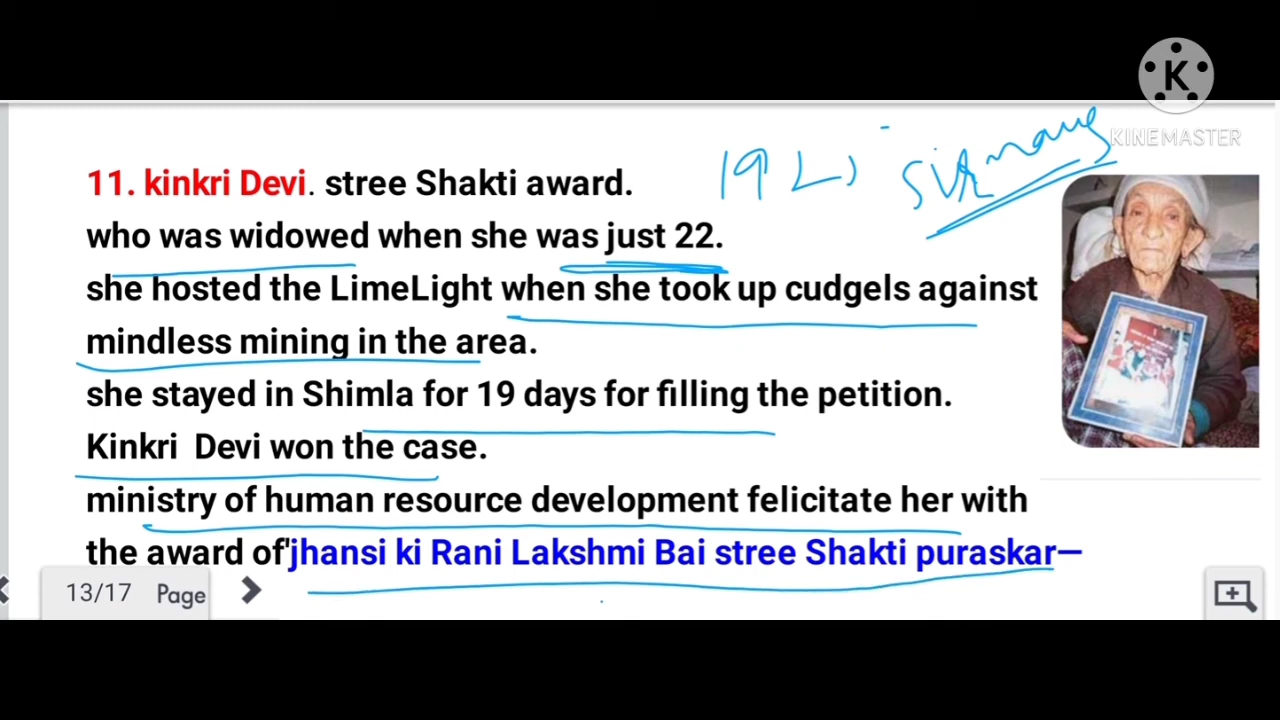 K
KINEMASTER
19
Sirmaur
11. kinkri Devi. stree Shakti award.
who was widowed when she was just 22.
she hosted the LimeLight when she took up cudgels against
mindless mining in the area.
she stayed in Shimla for 19 days for filling the petition.
Kinkri Devi won the case.
ministry of human resource development felicitate her with
the award of'jhansi ki Rani Lakshmi Bai stree Shakti puraskar—
13/17 Page